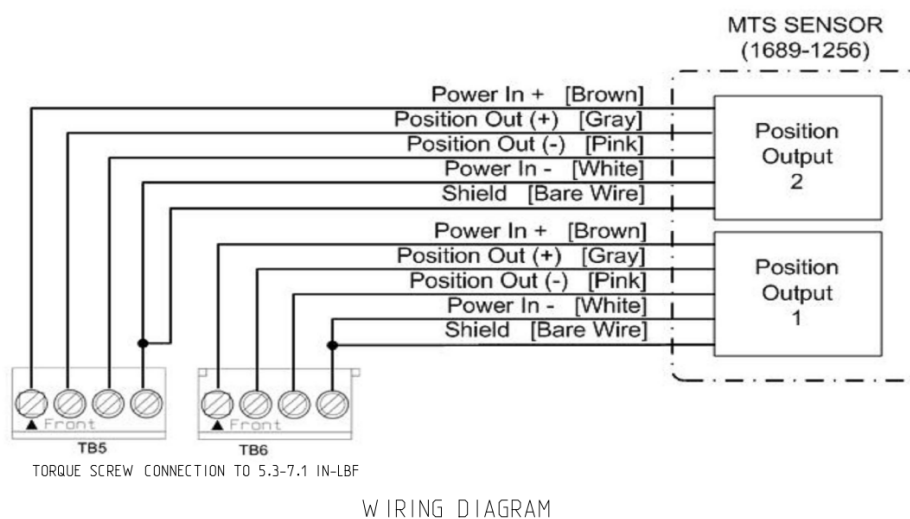 MTS SENSOR
(1689-1256)
Power In + [Brown]
Position Out (+) [Gray]
Position Out (-) [Pink]
Power In - [White]
Shield [Bare Wire]
Position
Output
2
Power In + [Brown]
Position Out (+) [Gray]
Position Out (-) [Pink]
Power In - [White]
Shield [Bare Wire]
Position
Output
1
Front
Front
TB5
TB6
TORQUE SCREW CONNECTION TO 5.3-7.1 IN-LBF
WIRING DIAGRAM